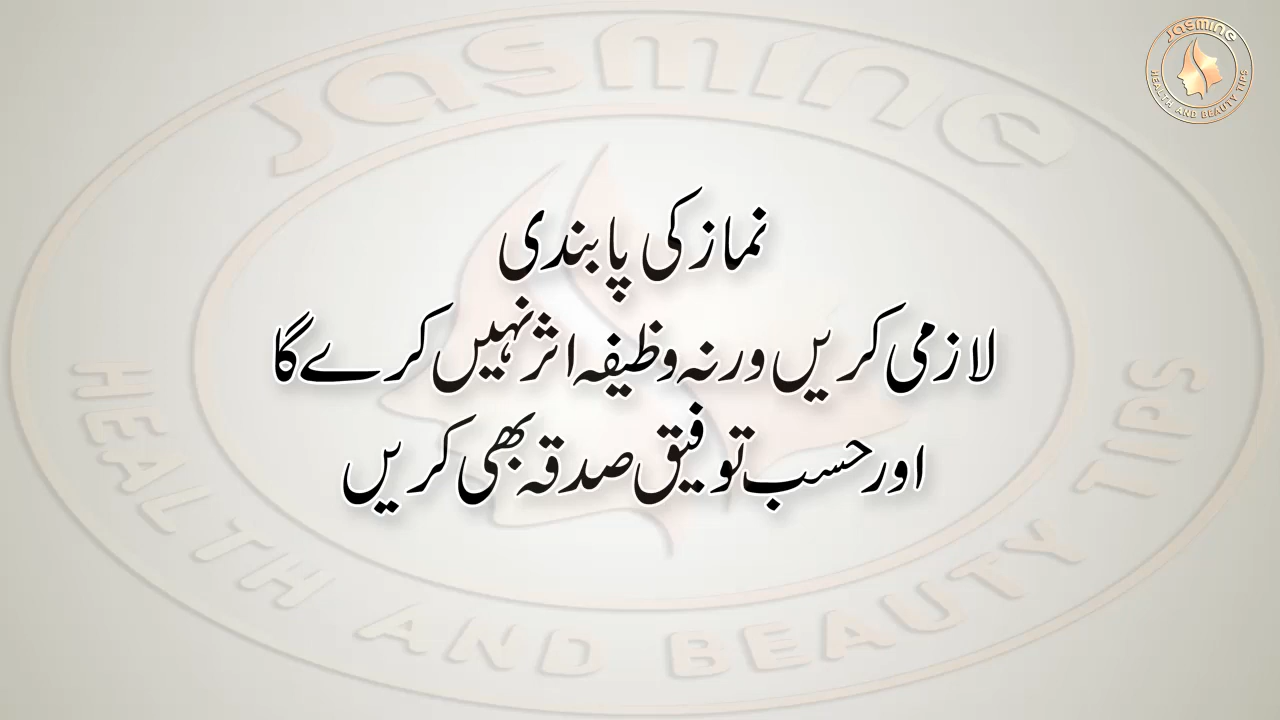 JASMINE
HEALTH AND BEAUTY TIPS
نماز کی پابندی
لازمی کریں ورنہ وظیفہ اثر نہیں کرے گا
اور حسب توفیق صدقہ بھی کریں
JASMINE
HEALTH AND BEAUTY TIPS